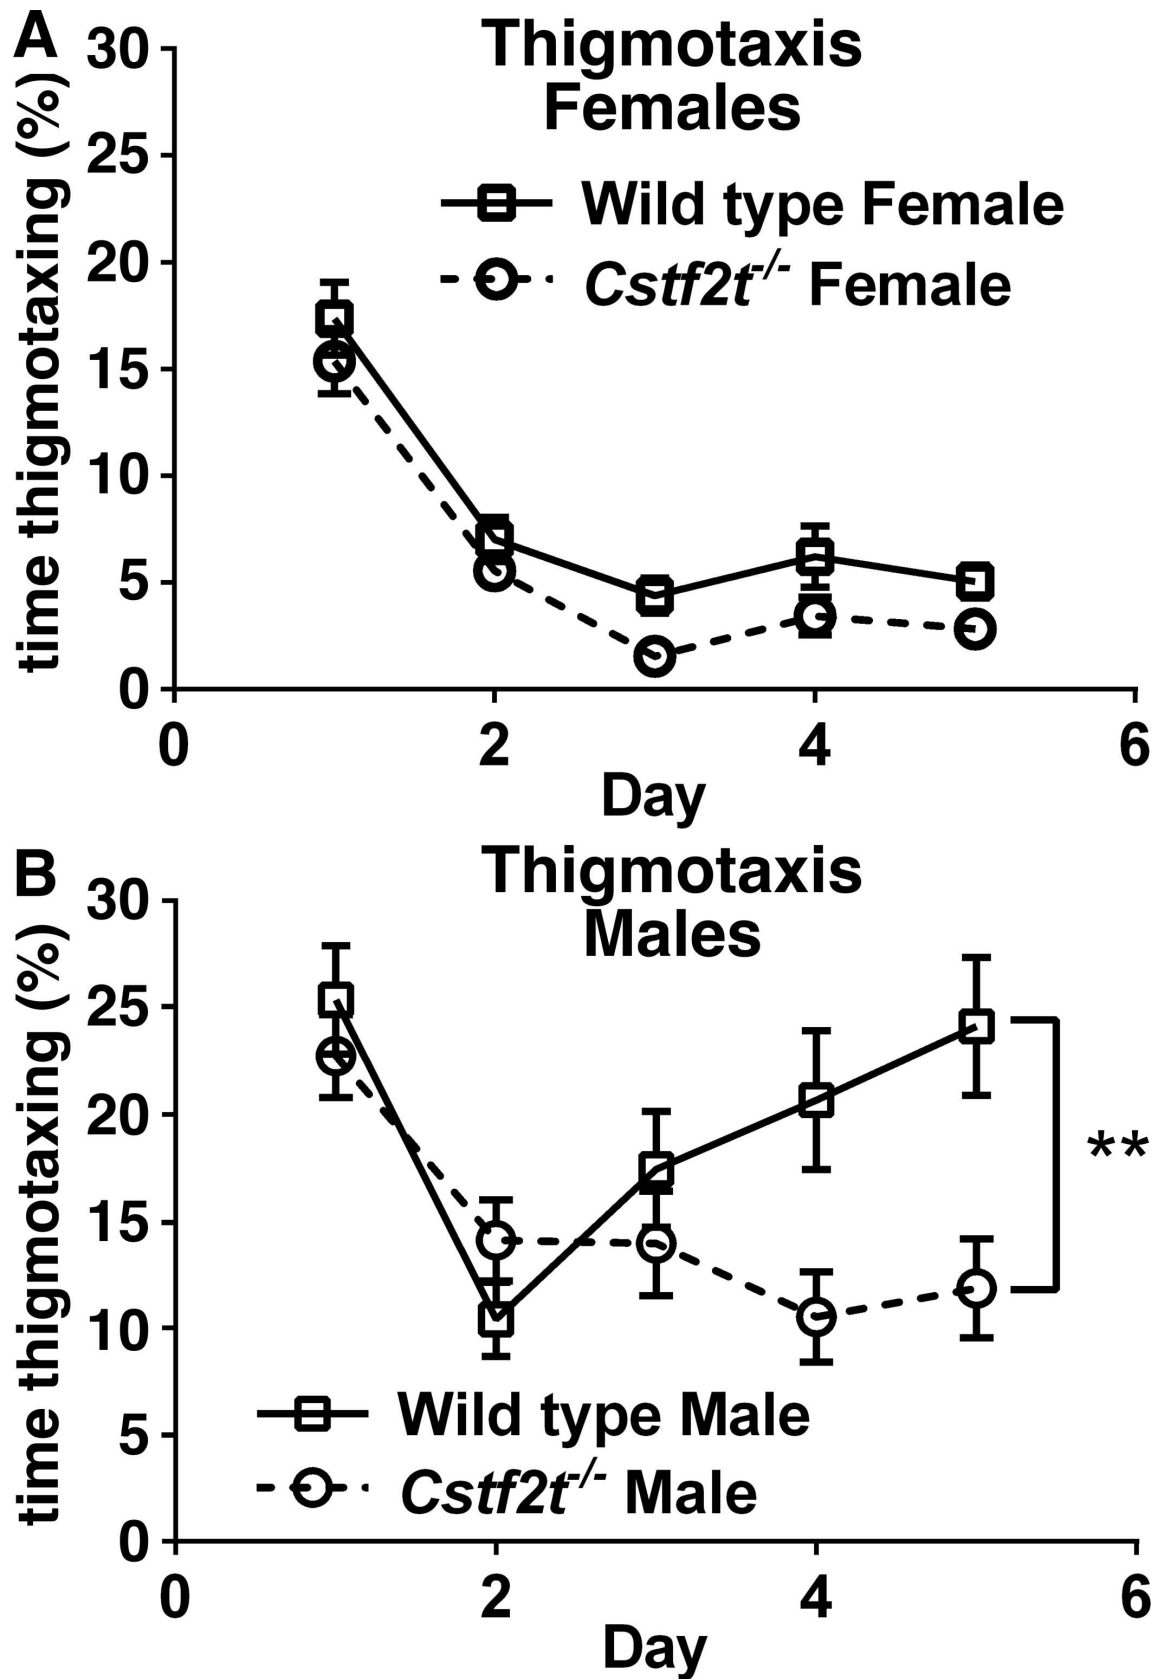 A
Thigmotaxis
Females
time thigmotaxing (%)
30
25
20
15
10
5
0
Wild type Female
Cstf2t-/- Female
0 2 4 6
Day
B
Thigmotaxis
Males
time thigmotaxing (%)
30
25
20
15
10
5
0
**
Wild type Male
Cstf2t-/- Male
0 2 4 6
Day